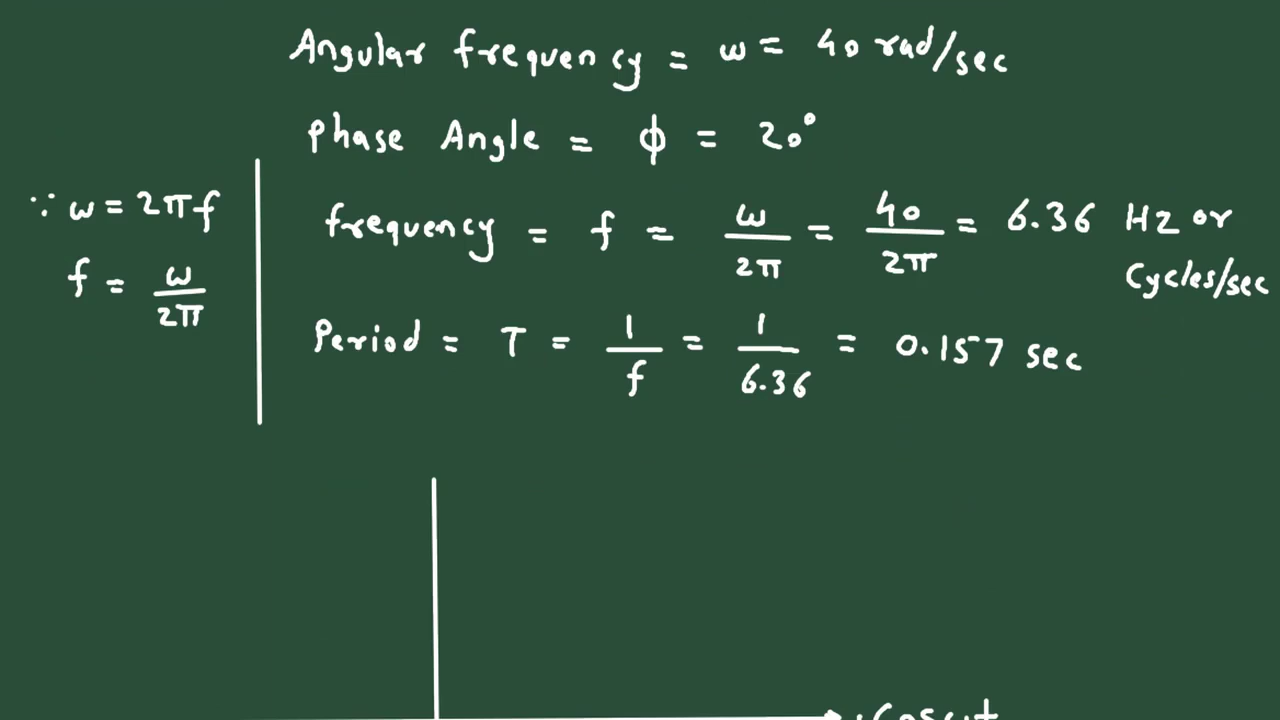 Angular frequency = ω = 40 rad/sec
Phase Angle = ϕ = 20°
∵ ω = 2πf
f = ω/2π
frequency = f = ω/2π = 40/2π = 6.36 Hz or Cycles/sec
Period = T = 1/f = 1/6.36 = 0.157 sec